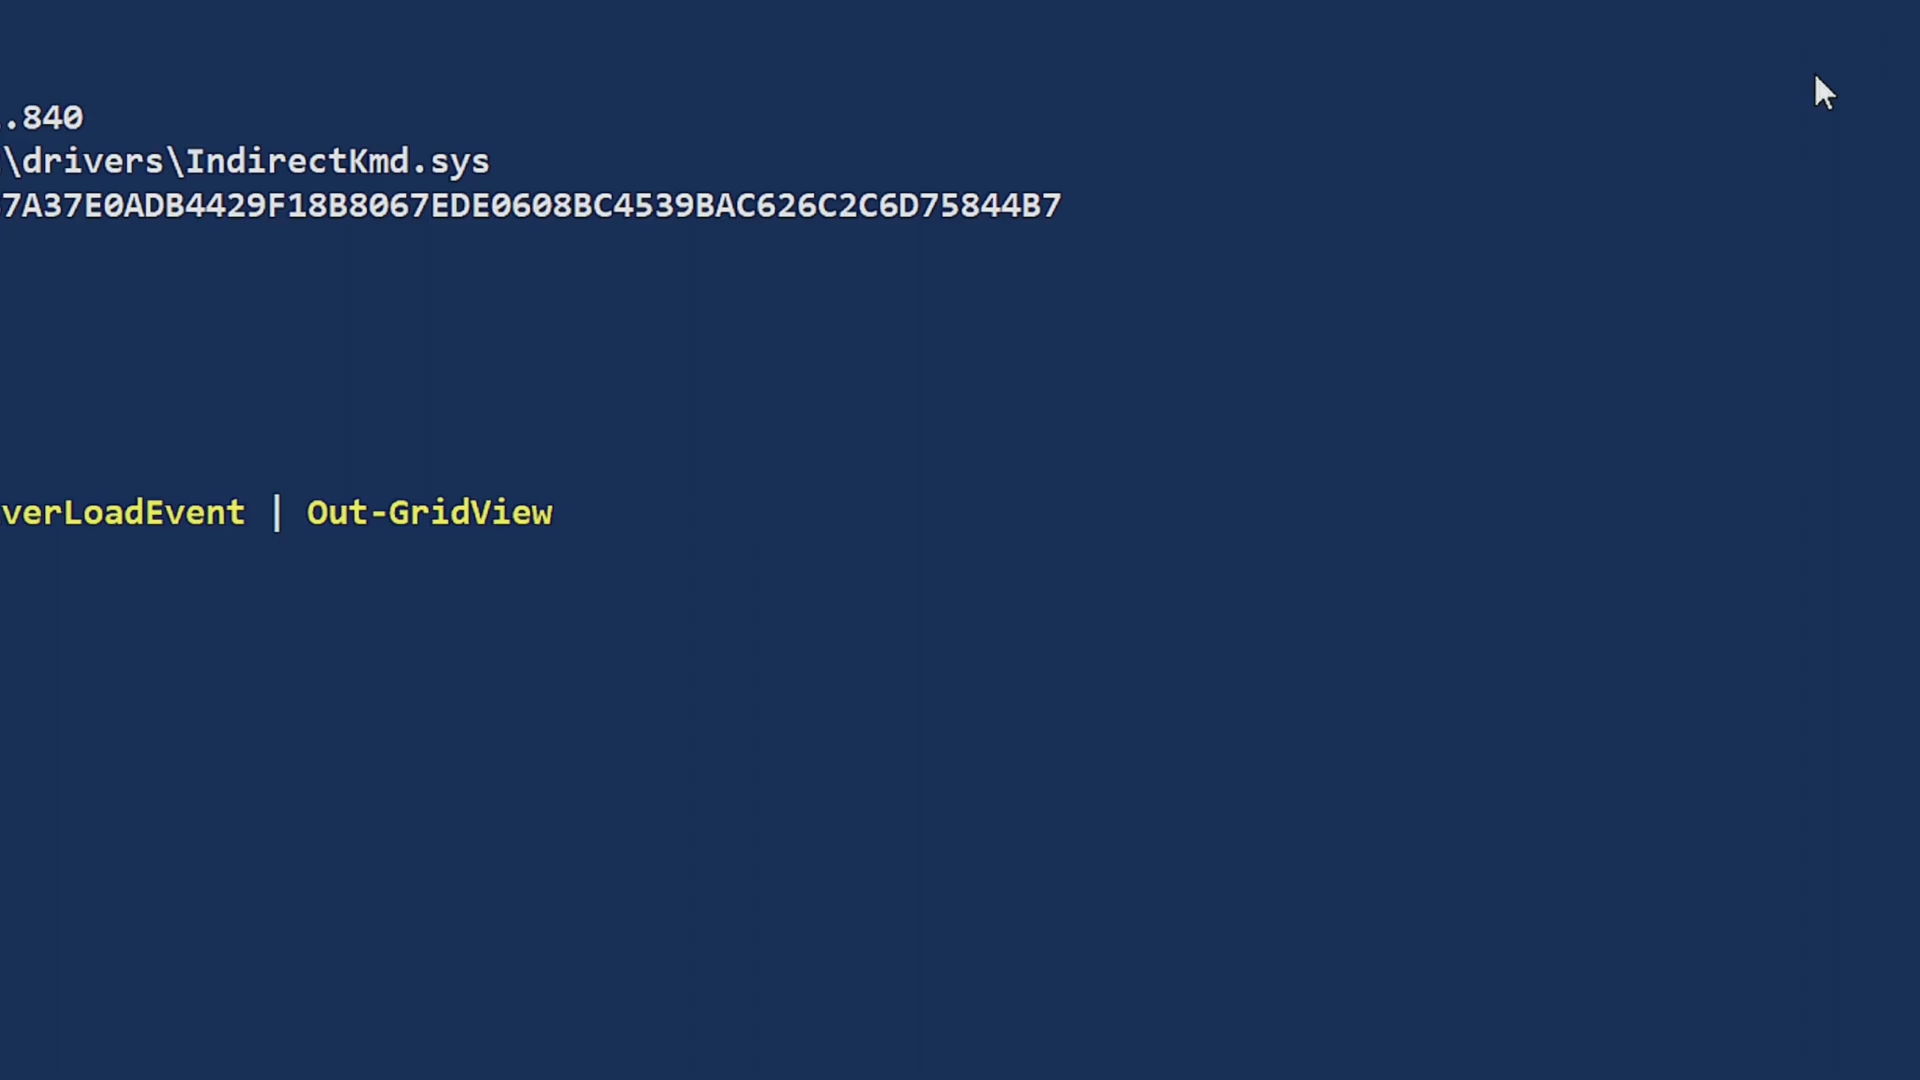 .840
\drivers\IndirectKmd.sys
7A37E0ADB4429F18B8067EDE0608BC4539BAC626C2C6D75844B7
verLoadEvent | Out-GridView